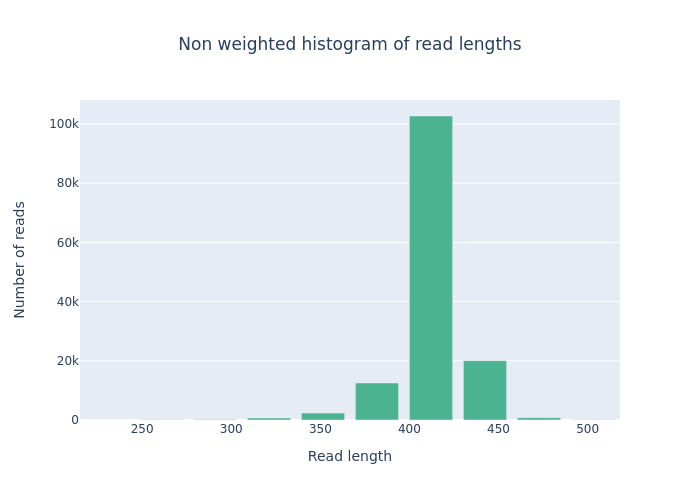 Non weighted histogram of read lengths
Number of reads
100k
80k
60k
40k
20k
0
250 300 350 400 450 500
Read length